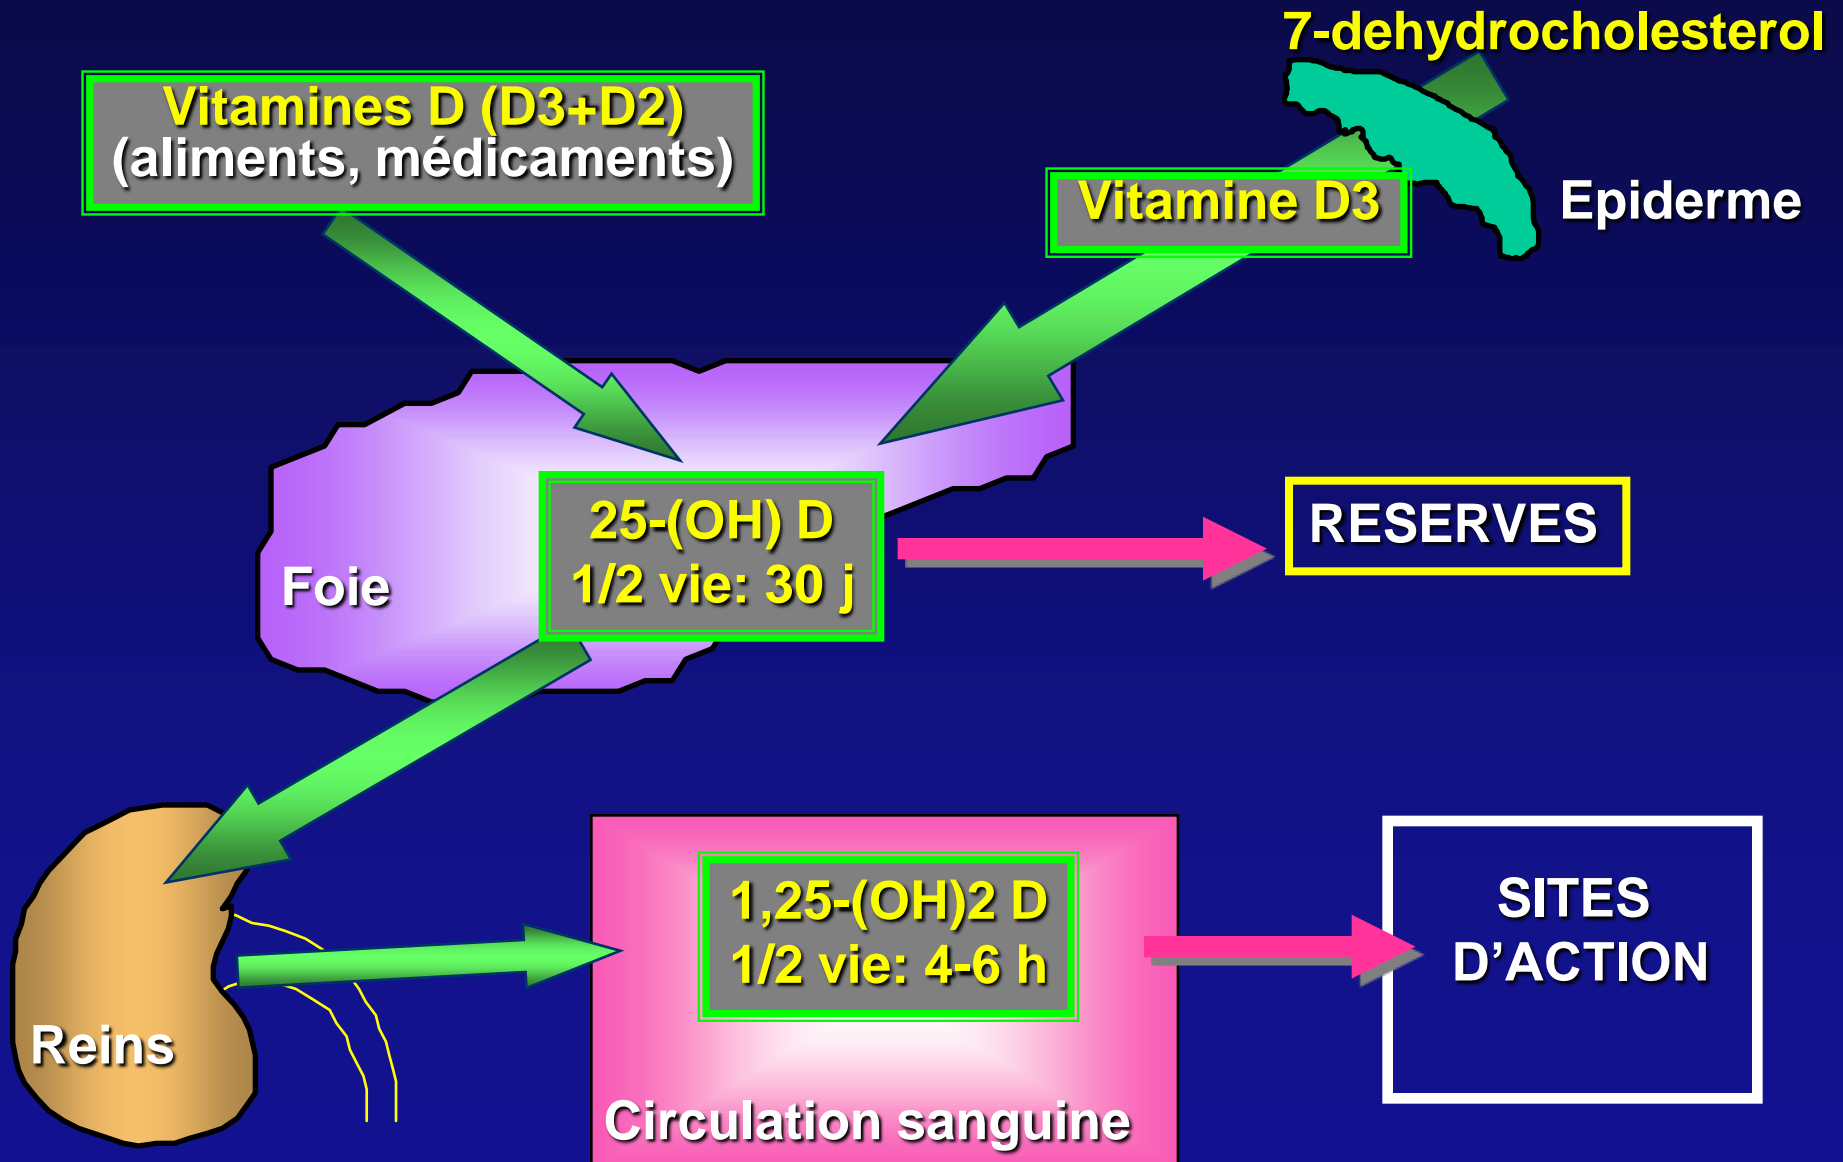 7-dehydrocholesterol
Vitamines D (D3+D2)
(aliments, médicaments)
Vitamine D3
Epiderme
25-(OH) D
1/2 vie: 30 j
RESERVES
Foie
1,25-(OH)2 D
1/2 vie: 4-6 h
SITES
D’ACTION
Reins
Circulation sanguine